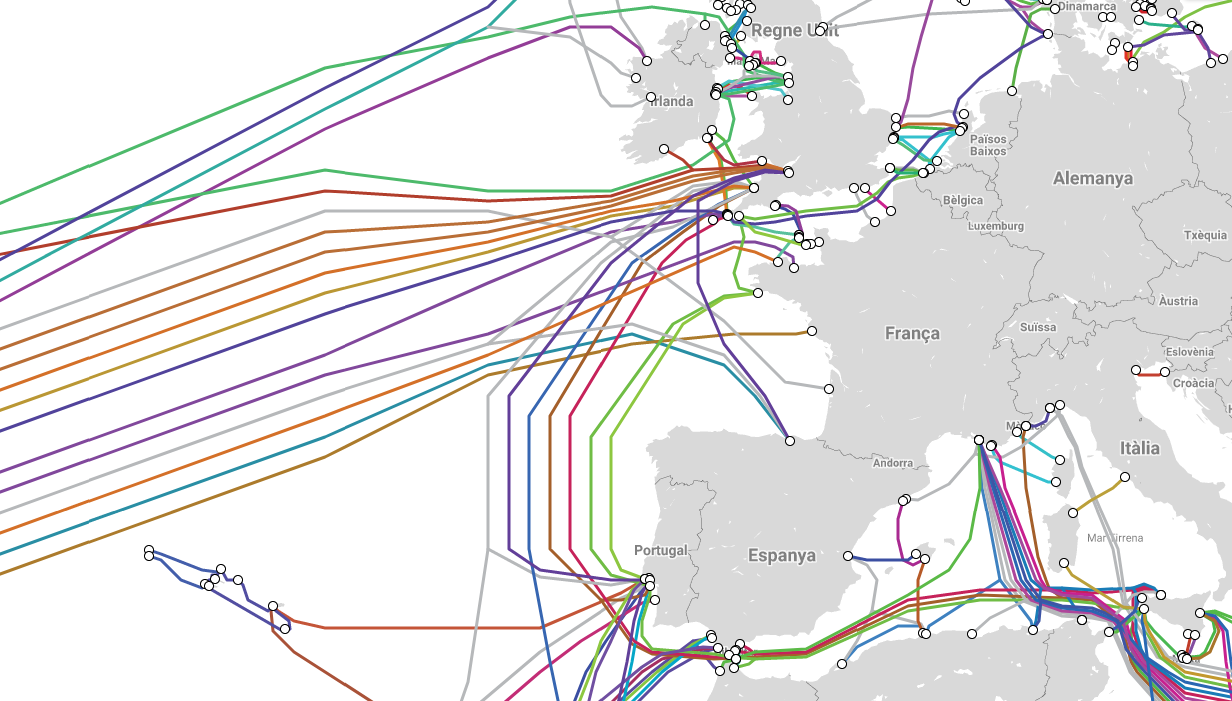 Dinamarca
Regne Unit
Irlanda
Països
Baixos
Alemanya
Bèlgica
Luxemburg
Txèquia
Àustria
França
Suïssa
Eslovènia
Croàcia
Itàlia
Andorra
Portugal
Espanya
Mar Tirrena